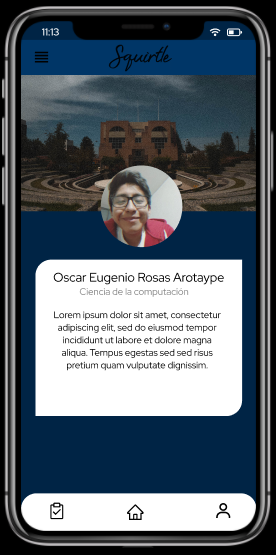 11:13
Squirtle
Oscar Eugenio Rosas Arotaype
Ciencia de la computación
Lorem ipsum dolor sit amet, consectetur
adipiscing elit, sed do eiusmod tempor
incididunt ut labore et dolore magna
aliqua. Tempus egestas sed sed risus
pretium quam vulputate dignissim.